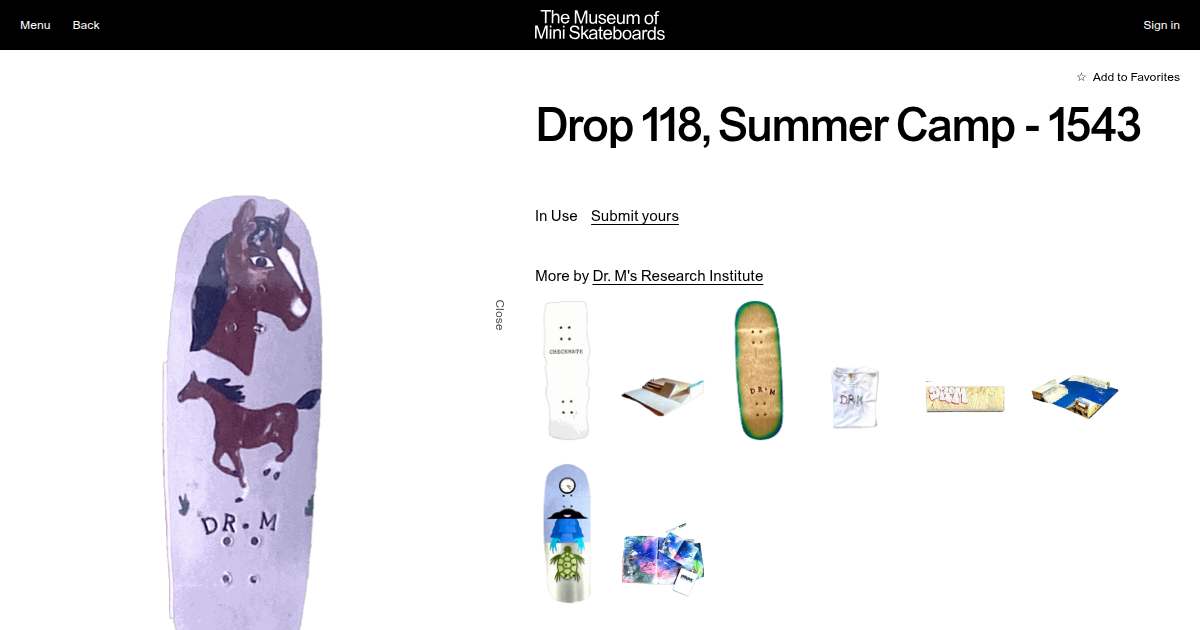 Menu
Back
The Museum of
Mini Skateboards
Sign in
☆ Add to Favorites
Drop 118, Summer Camp - 1543
In Use
Submit yours
More by Dr. M's Research Institute
Close
CHECKMATE
DR.M
DRM
DRM
DR.M